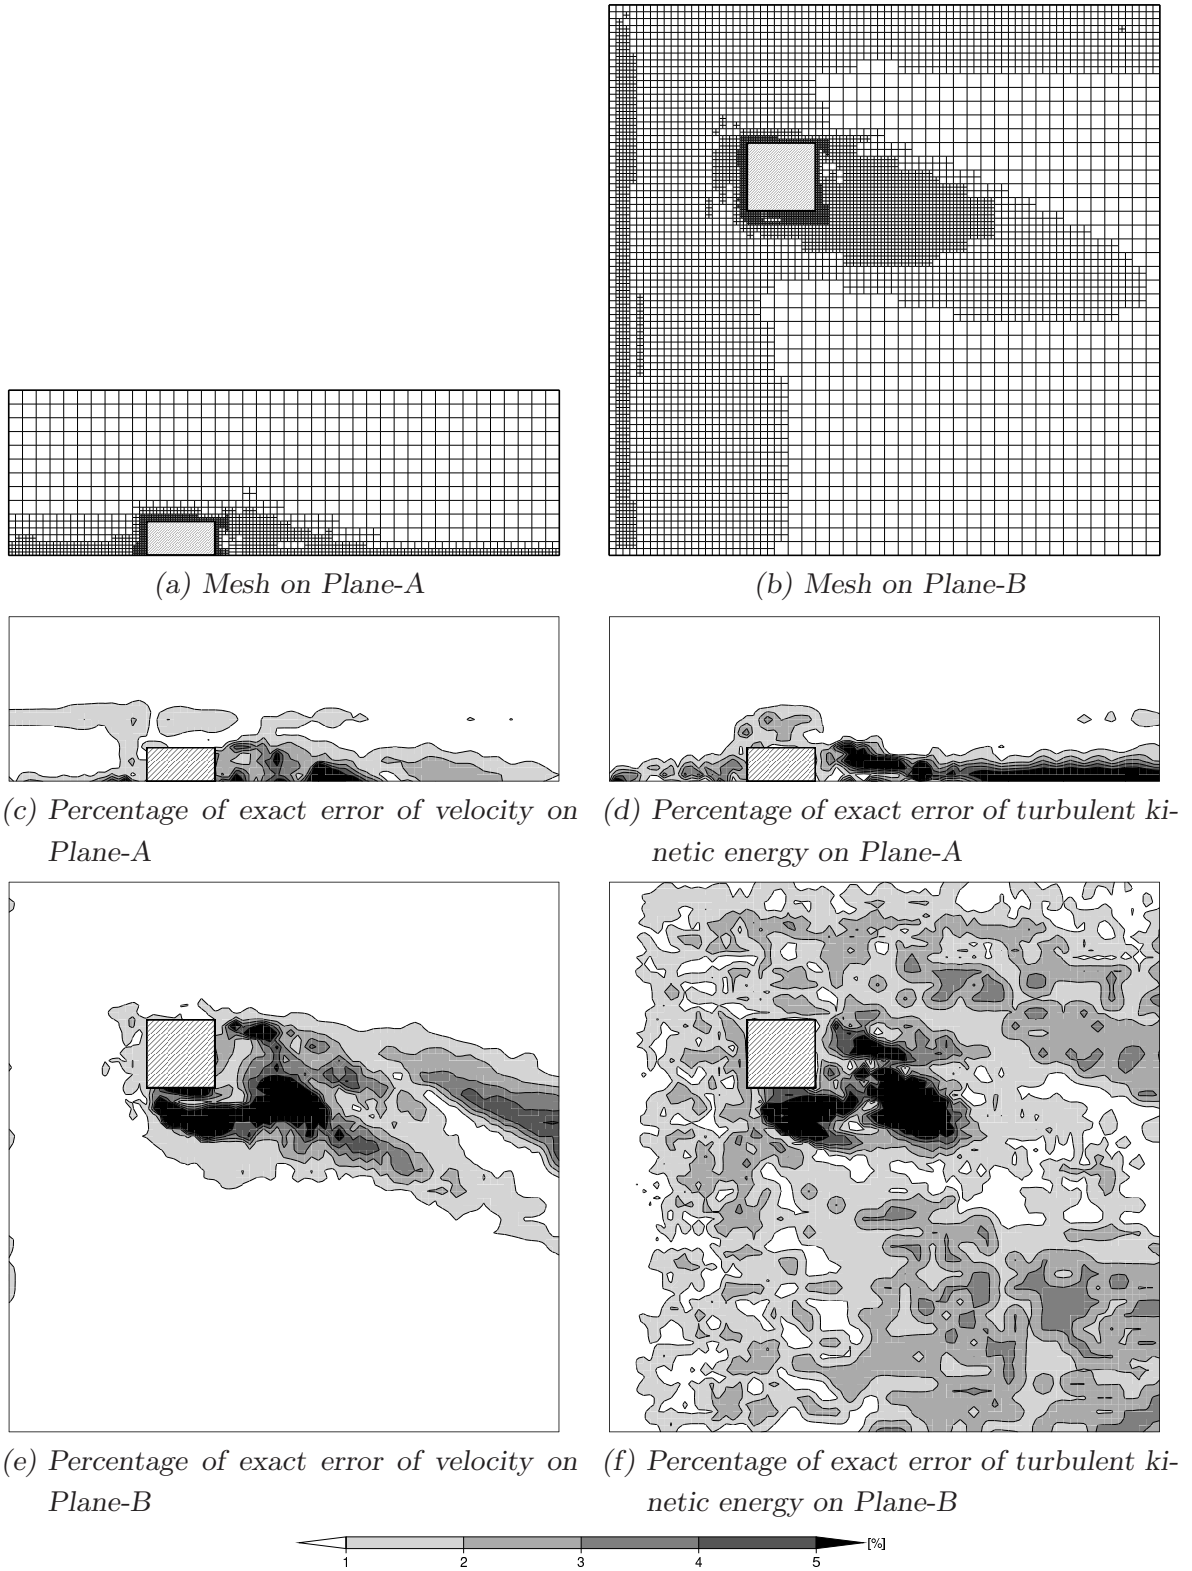 (a) Mesh on Plane-A
(b) Mesh on Plane-B
(c) Percentage of exact error of velocity on
Plane-A
(d) Percentage of exact error of turbulent ki-
netic energy on Plane-A
(e) Percentage of exact error of velocity on
Plane-B
(f) Percentage of exact error of turbulent ki-
netic energy on Plane-B
[%]
1 2 3 4 5